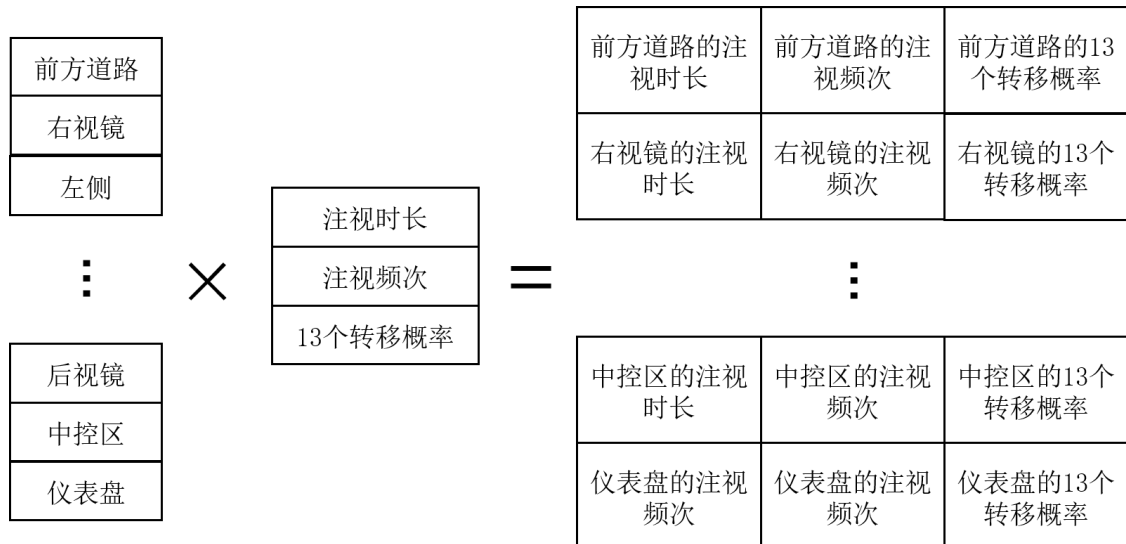 前方道路
右视镜
左侧
⋮
后视镜
中控区
仪表盘
×
注视时长
注视频次
13个转移概率
=
前方道路的注
视时长
前方道路的注
视频次
前方道路的13
个转移概率
右视镜的注视
时长
右视镜的注视
频次
右视镜的13个
转移概率
⋮
中控区的注视
时长
中控区的注视
频次
中控区的13个
转移概率
仪表盘的注视
频次
仪表盘的注视
频次
仪表盘的13个
转移概率